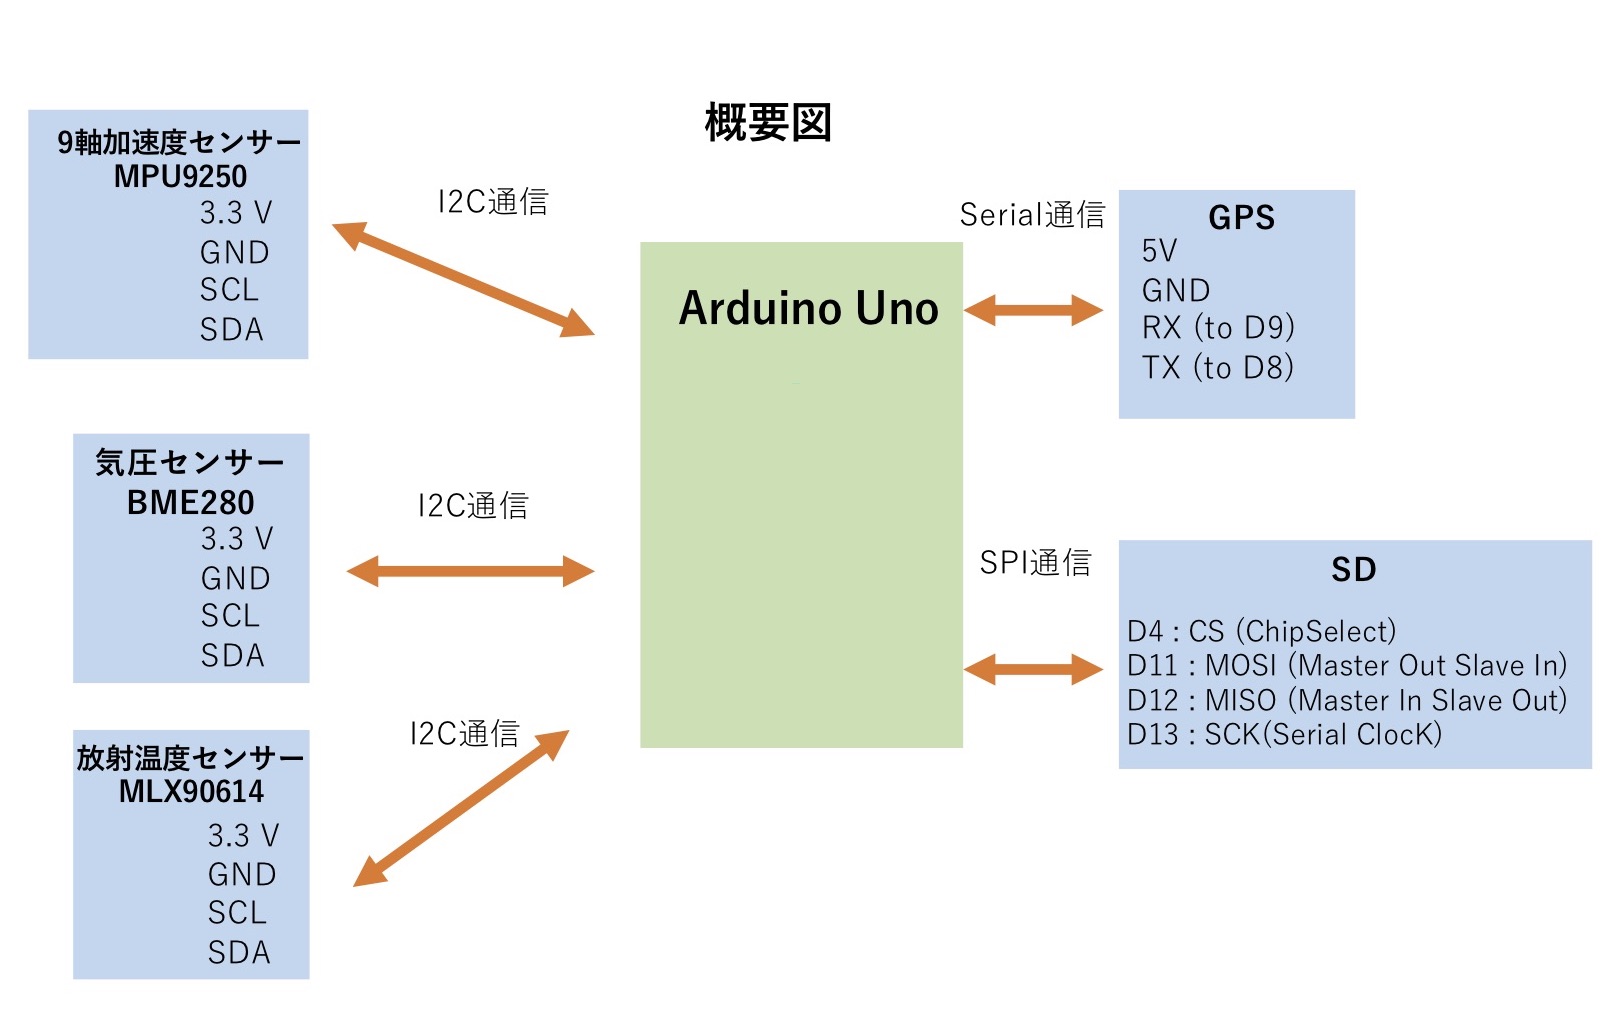 概要図
9軸加速度センサー
MPU9250
3.3 V
GND
SCL
SDA
I2C通信
気圧センサー
BME280
3.3 V
GND
SCL
SDA
I2C通信
放射温度センサー
MLX90614
3.3 V
GND
SCL
SDA
I2C通信
Arduino Uno
Serial通信
GPS
5V
GND
RX (to D9)
TX (to D8)
SPI通信
SD
D4 : CS (ChipSelect)
D11 : MOSI (Master Out Slave In)
D12 : MISO (Master In Slave Out)
D13 : SCK(Serial ClocK)